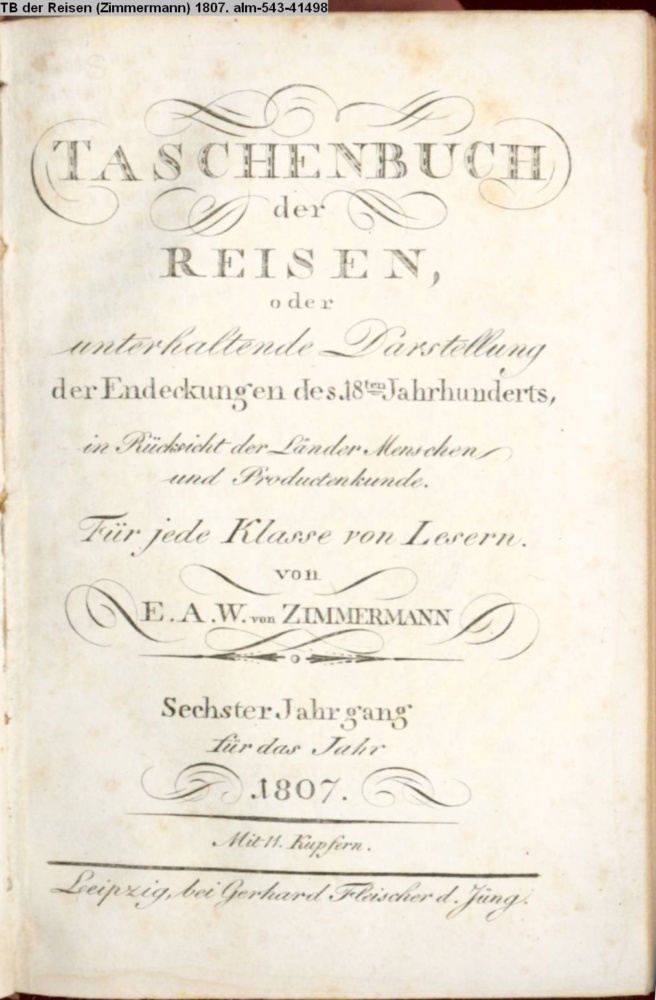 TB der Reisen (Zimmermann) 1807. alm-543-41498
TASCHENBUCH
der
REISEN,
oder
unterhaltende Darstellung
der Endeckungen des 18ten Jahrhunderts,
in Rücksicht der Länder Menschen
und Productenkunde.
Für jede Klasse von Lesern.
von
E. A. W. von ZIMMERMANN
Sechster Jahrgang
für das Jahr
1807.
Mit 11. Kupfern.
Leeipzig, bei Gerhard Fleischer d. Jüng.